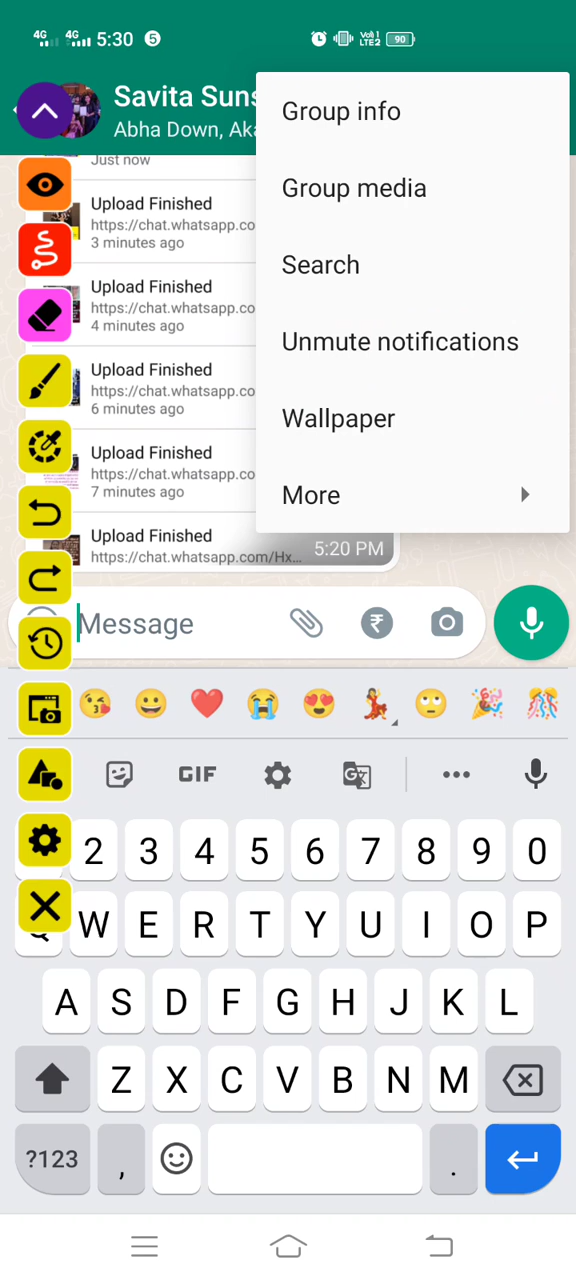 4G 4G 5:30 5 Vo) 1 LTE2 90
Savita Suns
Abha Down, Aka
Just now
Upload Finished
https://chat.whatsapp.co
3 minutes ago
Upload Finished
https://chat.whatsapp.co
4 minutes ago
Upload Finished
https://chat.whatsapp.co
6 minutes ago
Upload Finished
https://chat.whatsapp.co
7 minutes ago
Upload Finished
https://chat.whatsapp.com/Hx...
5:20 PM
Group info
Group media
Search
Unmute notifications
Wallpaper
More
Message
GIF
2 3 4 5 6 7 8 9 0
Q W E R T Y U I O P
A S D F G H J K L
Z X C V B N M
?123 , .